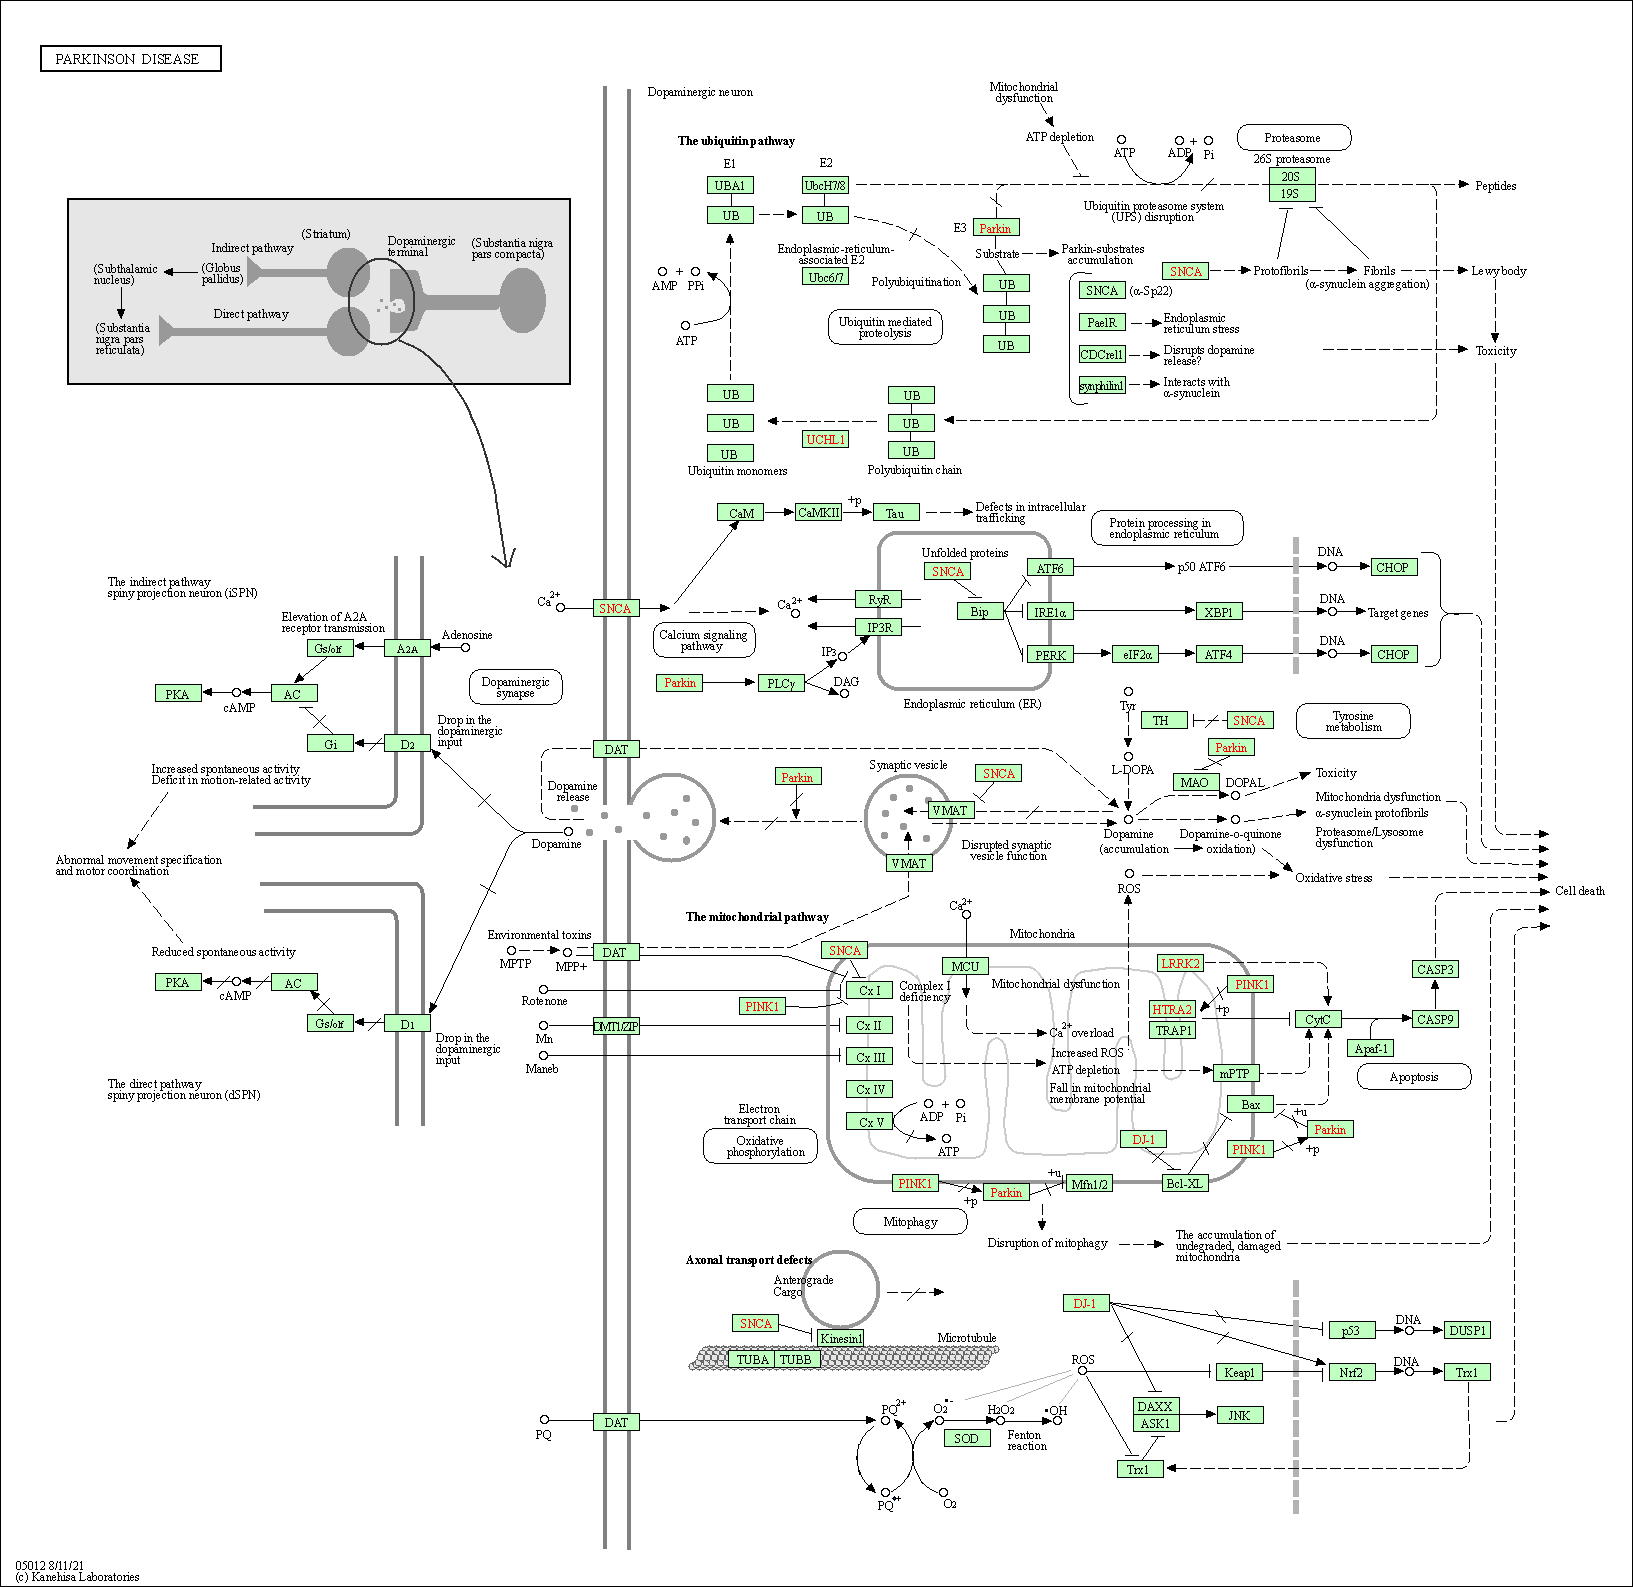 PARKINSON DISEASE
Dopaminergic neuron
Mitochondrial
dysfunction
ATP depletion
ATP
ADP
+
Pi
Proteasome
26S proteasome
The ubiquitin pathway
E1
E2
UBA1
UbcH7/8
20S
19S
Peptides
UB
UB
E3
Parkin
Ubiquitin proteasome system
(UPS) disruption
Endoplasmic-reticulum-
associated E2
Ubc6/7
Substrate
Parkin-substrates
accumulation
Polyubiquitination
UB
UB
UB
SNCA
Protofibrils
Fibrils
(α-synuclein aggregation)
Lewy body
SNCA
(α-Sp22)
AMP
+
PPi
ATP
Ubiquitin mediated
proteolysis
PaelR
Endoplasmic
reticulum stress
CDCrel1
Disrupts dopamine
release?
Toxicity
synphilin1
Interacts with
α-synuclein
UB
UB
UB
Ubiquitin monomers
UCHL1
UB
UB
UB
Polyubiquitin chain
(Striatum)
Indirect pathway
Dopaminergic
terminal
(Substantia nigra
pars compacta)
(Subthalamic
nucleus)
(Globus
pallidus)
Direct pathway
(Substantia
nigra pars
reticulata)
CaM
CaMKII
+p
Tau
Defects in intracellular
trafficking
Protein processing in
endoplasmic reticulum
Unfolded proteins
SNCA
Bip
ATF6
p50 ATF6
DNA
CHOP
IRE1α
XBP1
DNA
Target genes
PERK
eIF2α
ATF4
DNA
CHOP
Ca2+
SNCA
Ca2+
RyR
IP3R
Calcium signaling
pathway
IP3
DAG
Parkin
PLCγ
Endoplasmic reticulum (ER)
The indirect pathway
spiny projection neuron (iSPN)
Elevation of A2A
receptor transmission
Gs/olf
A2A
Adenosine
PKA
cAMP
AC
Dopaminergic
synapse
Gi
D2
Drop in the
dopaminergic
input
Increased spontaneous activity
Deficit in motion-related activity
Abnormal movement specification
and motor coordination
Reduced spontaneous activity
PKA
cAMP
AC
Gs/olf
D1
Drop in the
dopaminergic
input
The direct pathway
spiny projection neuron (dSPN)
DAT
Dopamine
release
Dopamine
Parkin
Synaptic vesicle
SNCA
VMAT
VMAT
Disrupted synaptic
vesicle function
Tyr
TH
SNCA
Tyrosine
metabolism
Parkin
L-DOPA
MAO
DOPAL
Toxicity
Dopamine
(accumulation
Dopamine-o-quinone
oxidation)
Mitochondria dysfunction
α-synuclein protofibrils
Proteasome/Lysosome
dysfunction
ROS
Oxidative stress
Cell death
The mitochondrial pathway
Environmental toxins
MPTP
MPP+
DAT
Rotenone
Mn
DMT1/ZIP
Maneb
Ca2+
Mitochondria
SNCA
MCU
PINK1
Cx I
Complex I
deficiency
Mitochondrial dysfunction
Cx II
Cx III
Cx IV
Cx V
Ca2+ overload
Increased ROS
ATP depletion
Fall in mitochondrial
membrane potential
ADP
+
Pi
ATP
Electron
transport chain
Oxidative
phosphorylation
LRRK2
PINK1
HTRA2
+p
TRAP1
CytC
CASP3
CASP9
Apaf-1
Apoptosis
mPTP
Bax
+u
Parkin
PINK1
+p
DJ-1
Bcl-XL
PINK1
+p
Parkin
+u
Mfn1/2
Mitophagy
Disruption of mitophagy
The accumulation of
undegraded, damaged
mitochondria
Axonal transport defects
Anterograde
Cargo
SNCA
Kinesin1
TUBA
TUBB
Microtubule
DJ-1
p53
DNA
DUSP1
ROS
Keap1
Nrf2
DNA
Trx1
DAXX
ASK1
JNK
Trx1
PQ
DAT
PQ2+
PQ•+
O2•-
O2
SOD
H2O2
Fenton
reaction
•OH
05012 8/11/21
(c) Kanehisa Laboratories